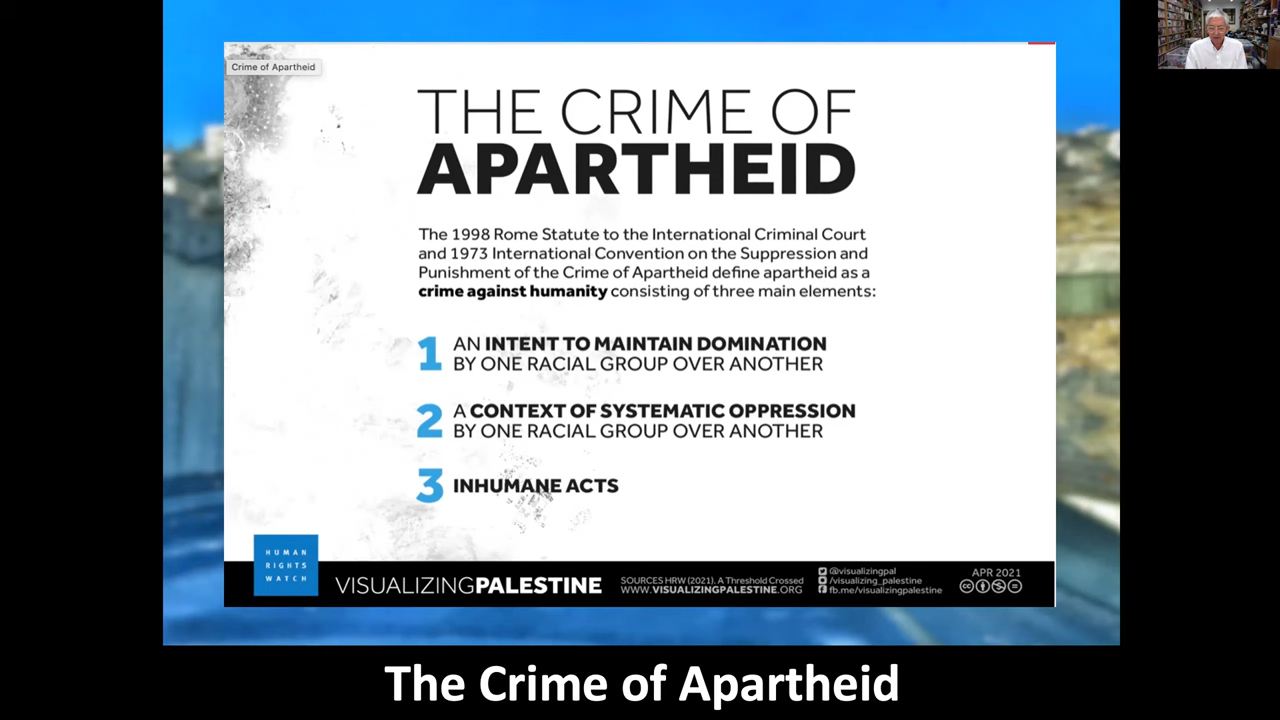 Crime of Apartheid
THE CRIME OF
APARTHEID
The 1998 Rome Statute to the International Criminal Court
and 1973 International Convention on the Suppression and
Punishment of the Crime of Apartheid define apartheid as a
crime against humanity consisting of three main elements:
1 AN INTENT TO MAINTAIN DOMINATION
BY ONE RACIAL GROUP OVER ANOTHER
2 A CONTEXT OF SYSTEMATIC OPPRESSION
BY ONE RACIAL GROUP OVER ANOTHER
3 INHUMANE ACTS
HUMAN
RIGHTS
WATCH
VISUALIZINGPALESTINE
SOURCES HRW (2021). A Threshold Crossed
WWW.VISUALIZINGPALESTINE.ORG
@visualizingpal
/visualizing_palestine
fb.me/visualizingpalestine
APR 2021
The Crime of Apartheid